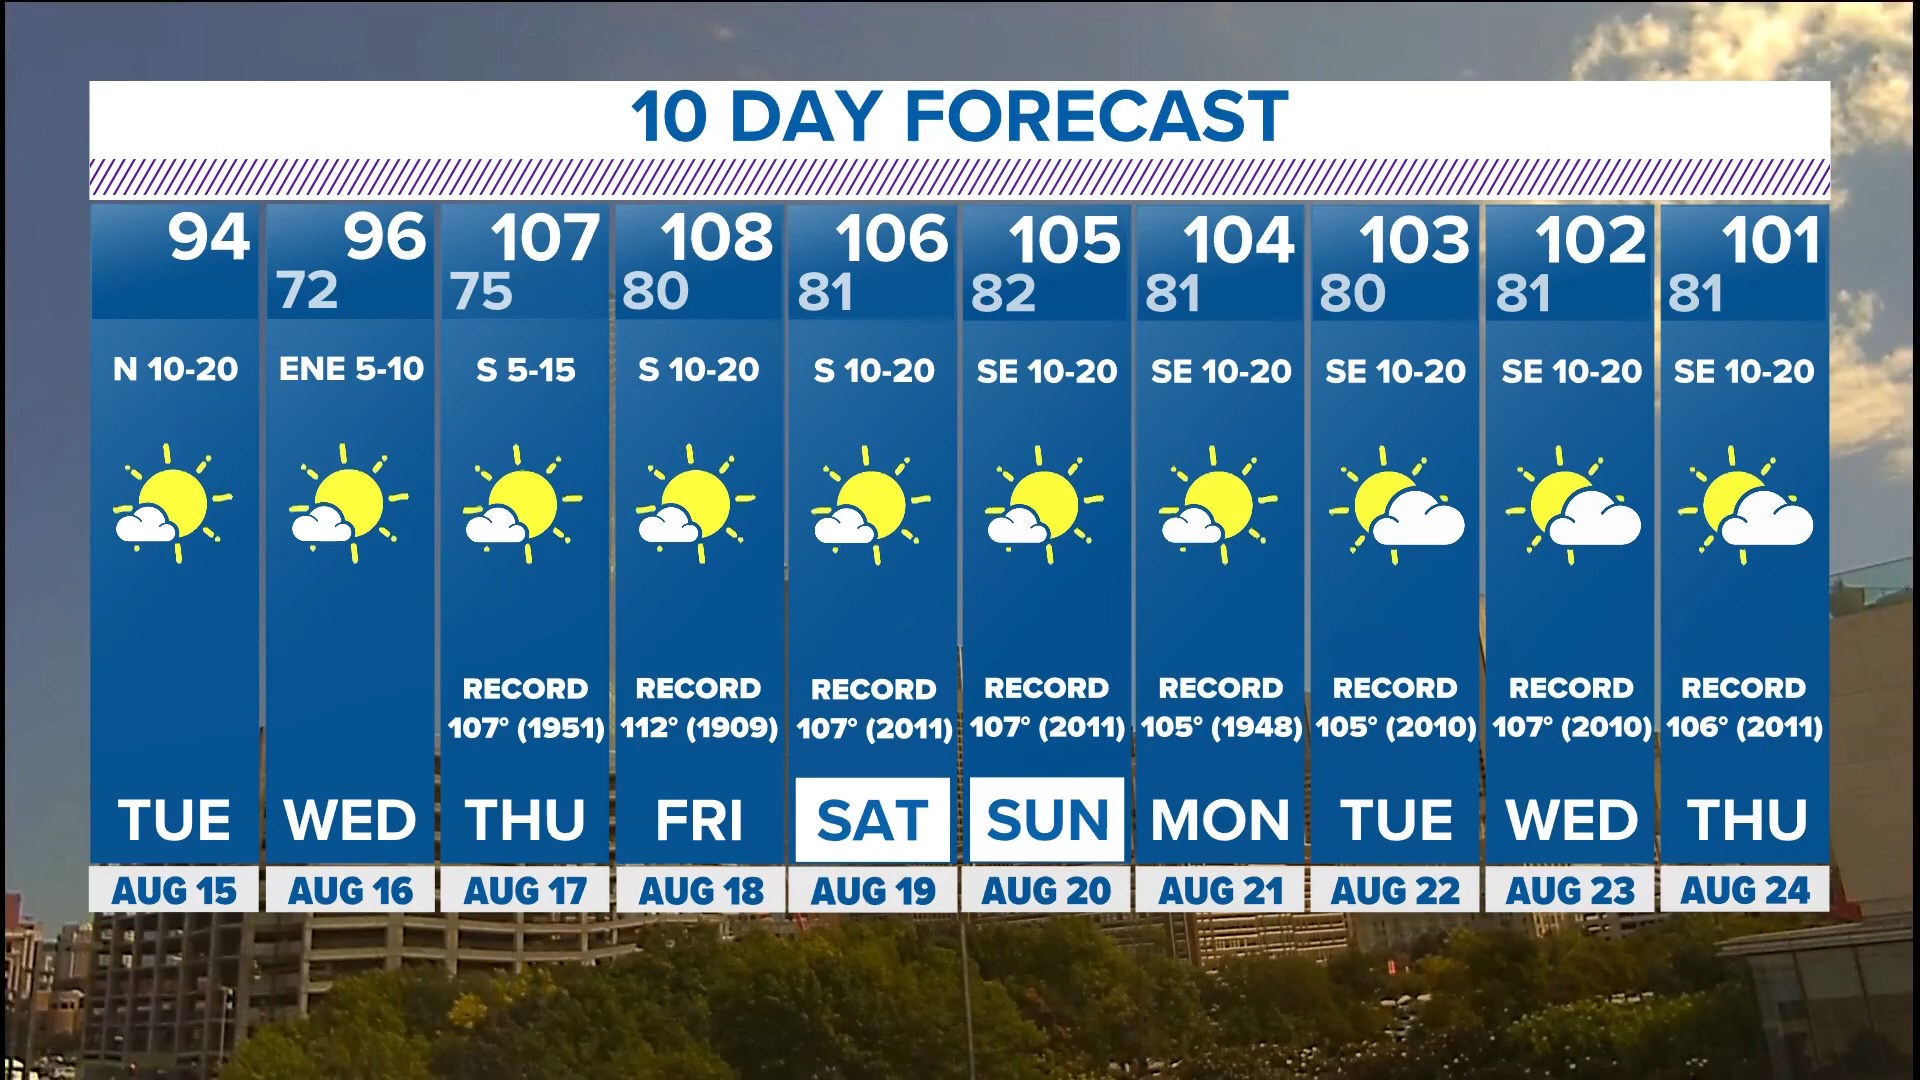 10 DAY FORECAST
94 96 107 108 106 105 104 103 102 101
72 75 80 81 82 81 80 81 81
N 10-20 ENE 5-10 S 5-15 S 10-20 S 10-20 SE 10-20 SE 10-20 SE 10-20 SE 10-20 SE 10-20
RECORD RECORD RECORD RECORD RECORD RECORD RECORD RECORD
107° (1951) 112° (1909) 107° (2011) 107° (2011) 105° (1948) 105° (2010) 107° (2010) 106° (2011)
TUE WED THU FRI SAT SUN MON TUE WED THU
AUG 15 AUG 16 AUG 17 AUG 18 AUG 19 AUG 20 AUG 21 AUG 22 AUG 23 AUG 24